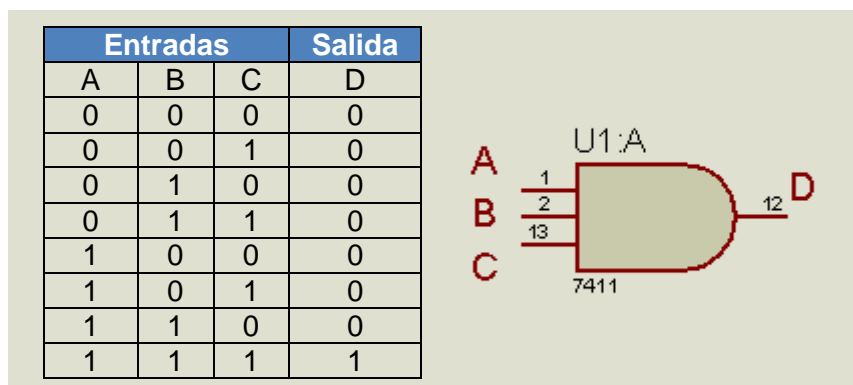 Entradas Salida
A B C D
0 0 0 0
0 0 1 0
0 1 0 0
0 1 1 0
1 0 0 0
1 0 1 0
1 1 0 0
1 1 1 1
U1:A
A 1
B 2
C 13
12 D
7411